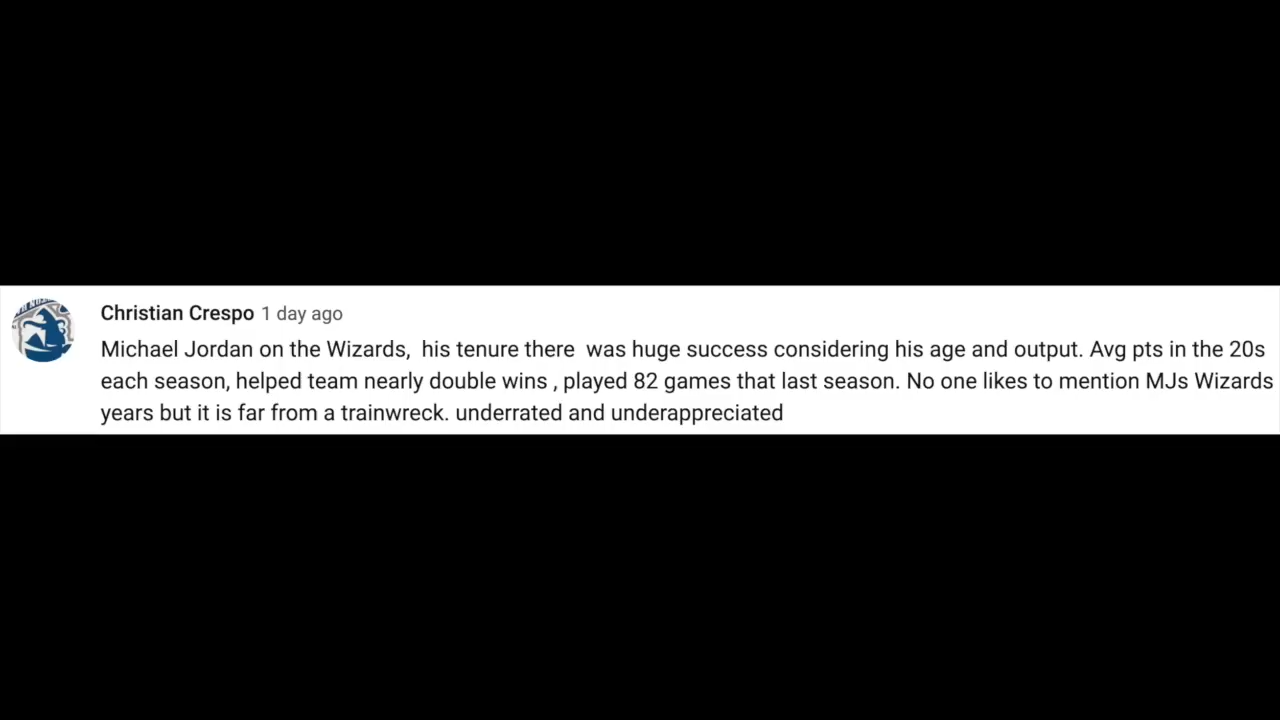 Christian Crespo 1 day ago
Michael Jordan on the Wizards,  his tenure there  was huge success considering his age and output. Avg pts in the 20s
each season, helped team nearly double wins , played 82 games that last season. No one likes to mention MJs Wizards
years but it is far from a trainwreck. underrated and underappreciated